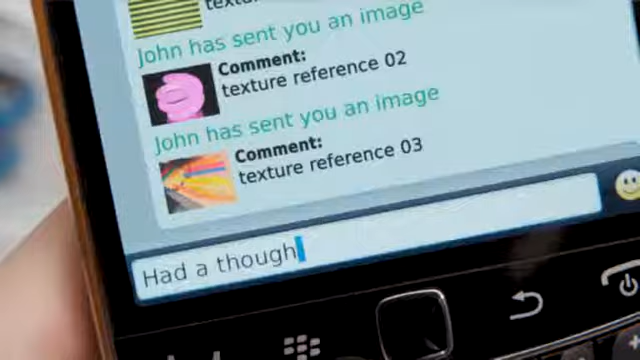 John has sent you an image
Comment:
texture reference 02
John has sent you an image
Comment:
texture reference 03
Had a though